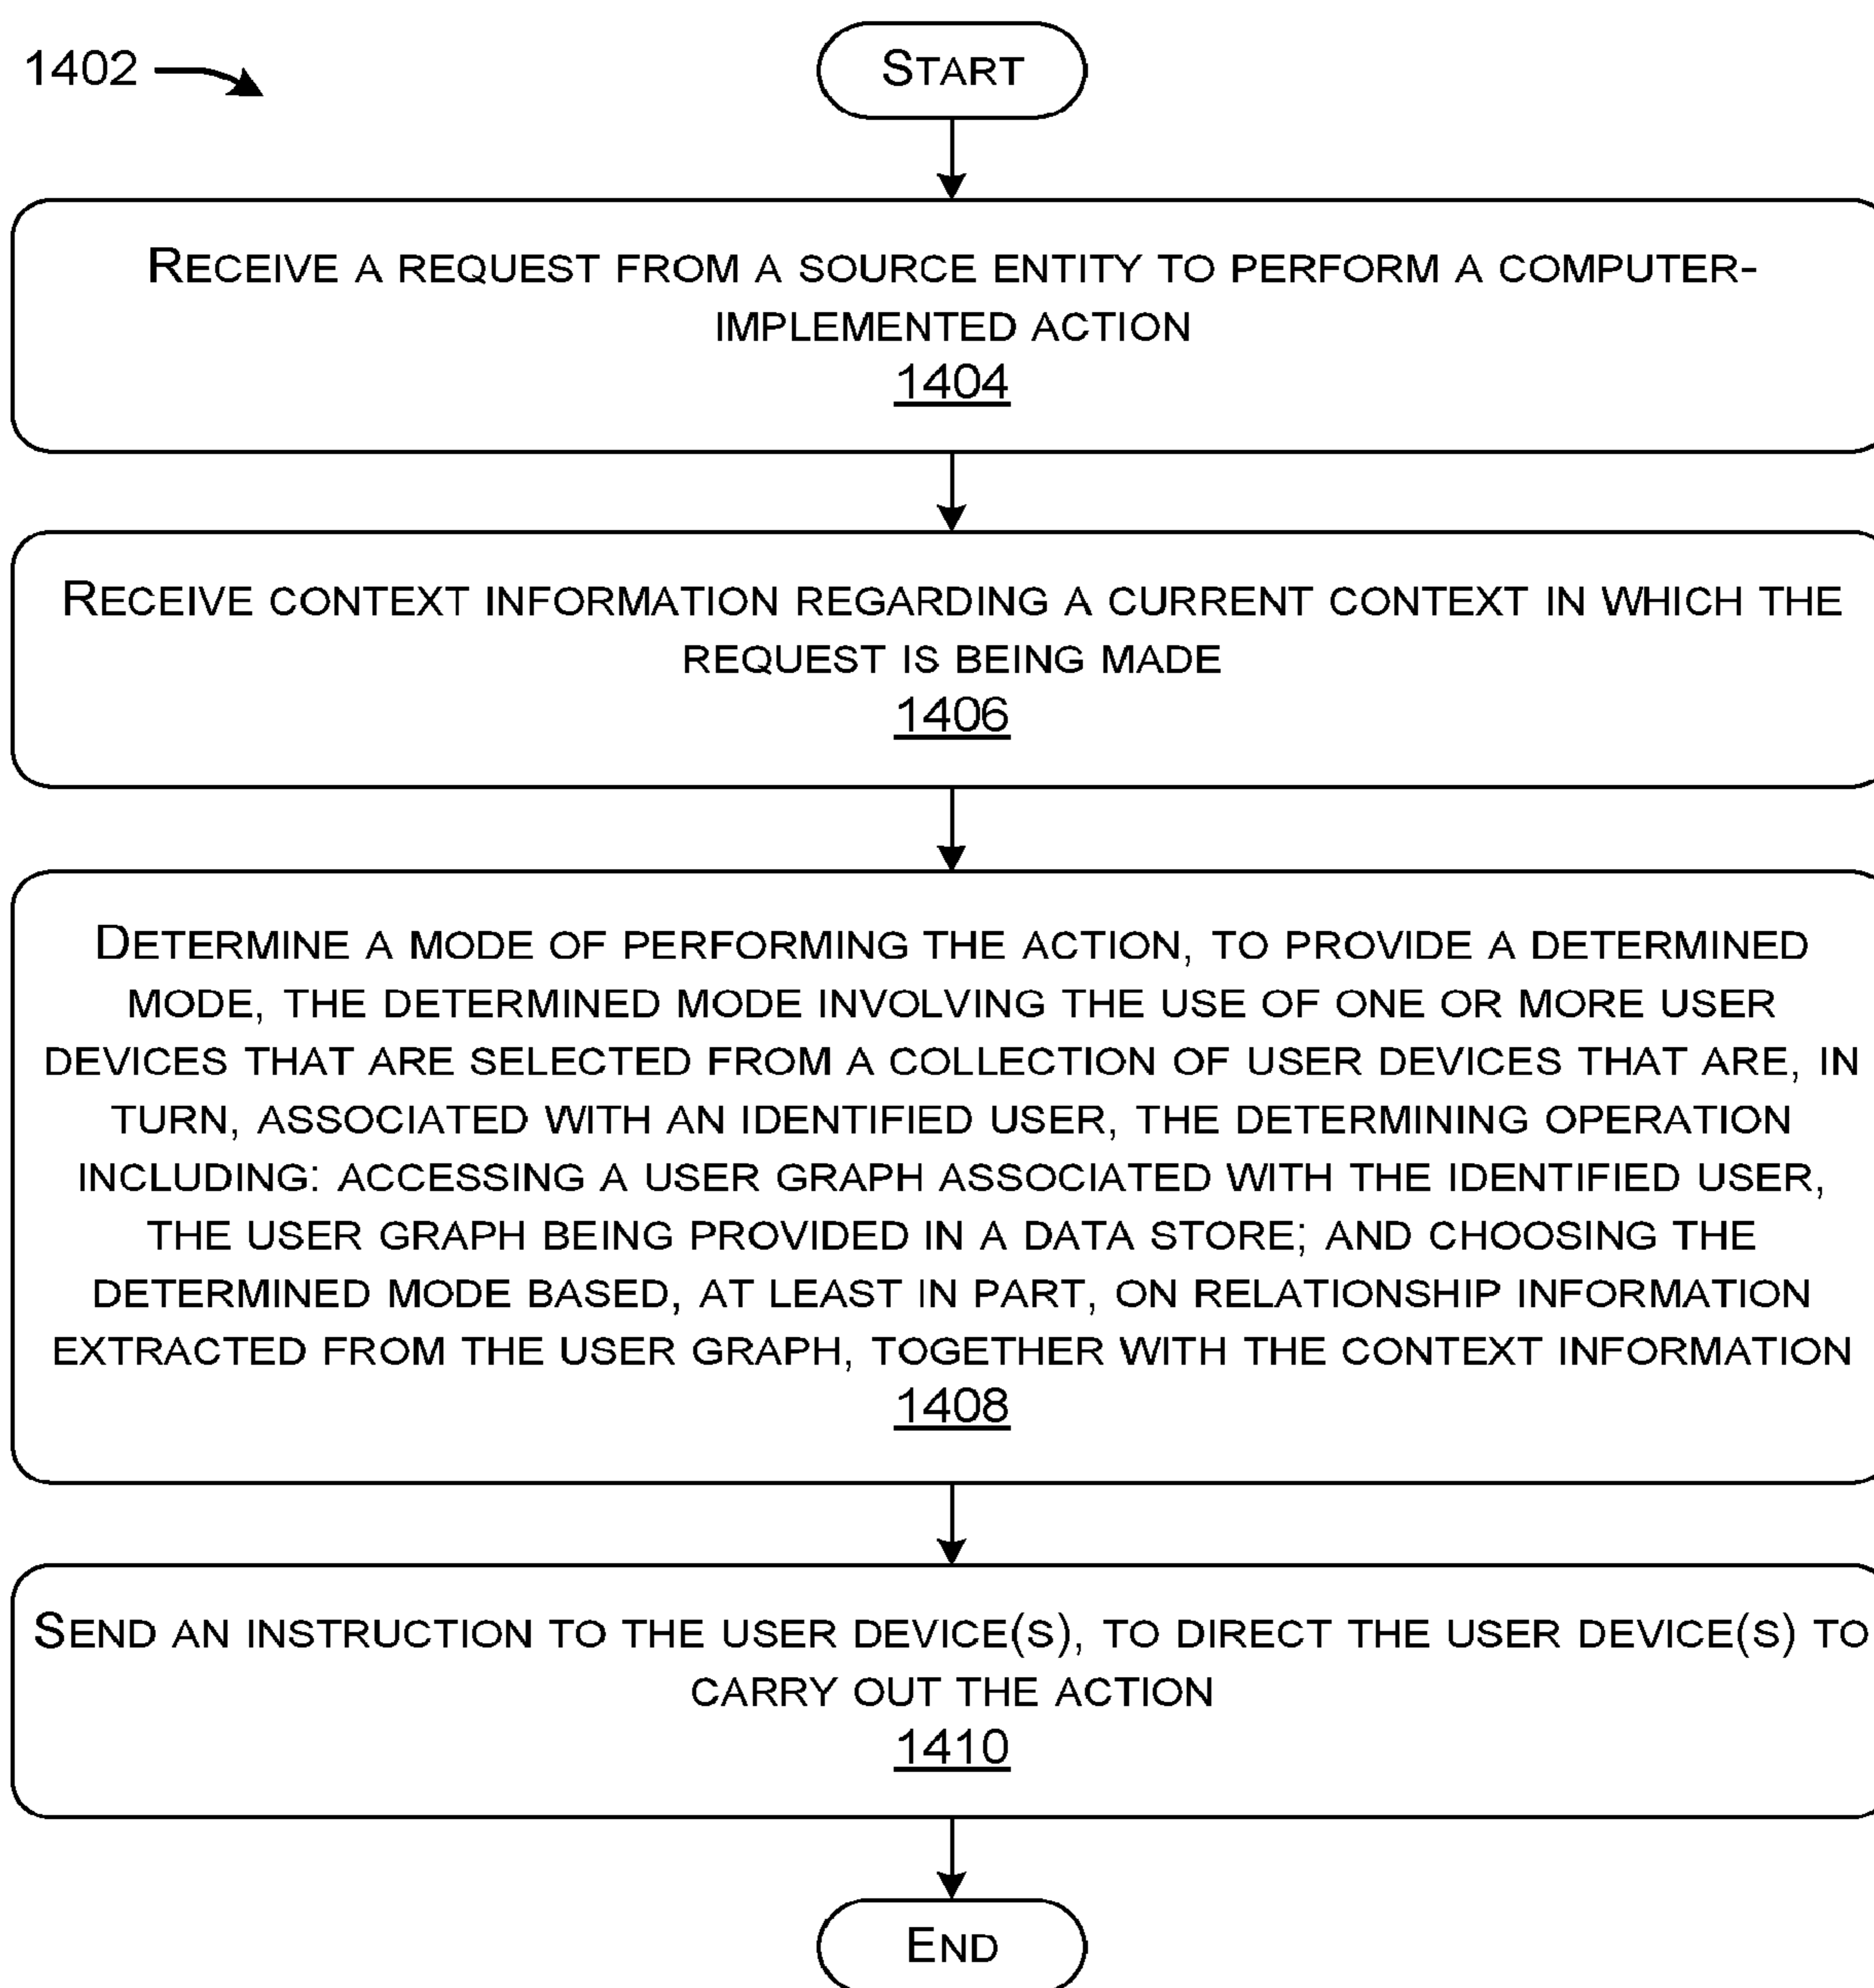 1402
START
RECEIVE A REQUEST FROM A SOURCE ENTITY TO PERFORM A COMPUTER-
IMPLEMENTED ACTION
1404
RECEIVE CONTEXT INFORMATION REGARDING A CURRENT CONTEXT IN WHICH THE
REQUEST IS BEING MADE
1406
DETERMINE A MODE OF PERFORMING THE ACTION, TO PROVIDE A DETERMINED
MODE, THE DETERMINED MODE INVOLVING THE USE OF ONE OR MORE USER
DEVICES THAT ARE SELECTED FROM A COLLECTION OF USER DEVICES THAT ARE, IN
TURN, ASSOCIATED WITH AN IDENTIFIED USER, THE DETERMINING OPERATION
INCLUDING: ACCESSING A USER GRAPH ASSOCIATED WITH THE IDENTIFIED USER,
THE USER GRAPH BEING PROVIDED IN A DATA STORE; AND CHOOSING THE
DETERMINED MODE BASED, AT LEAST IN PART, ON RELATIONSHIP INFORMATION
EXTRACTED FROM THE USER GRAPH, TOGETHER WITH THE CONTEXT INFORMATION
1408
SEND AN INSTRUCTION TO THE USER DEVICE(S), TO DIRECT THE USER DEVICE(S) TO
CARRY OUT THE ACTION
1410
END